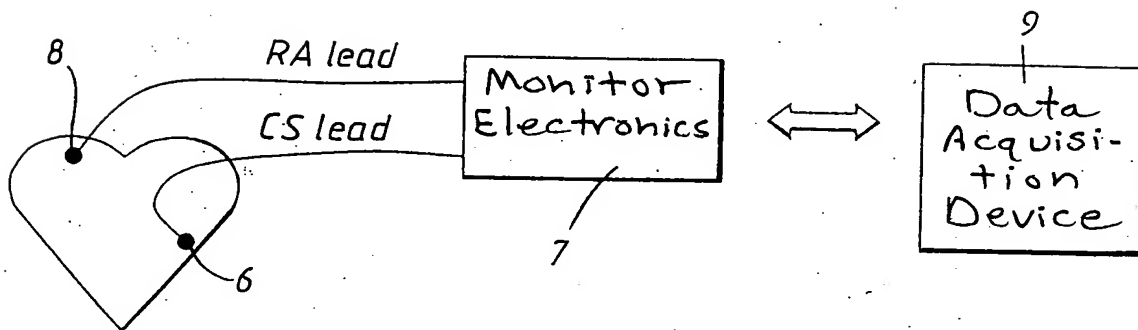 8
RA lead
CS lead
Monitor
Electronics
7
6
9
Data
Acquisi-
tion
Device